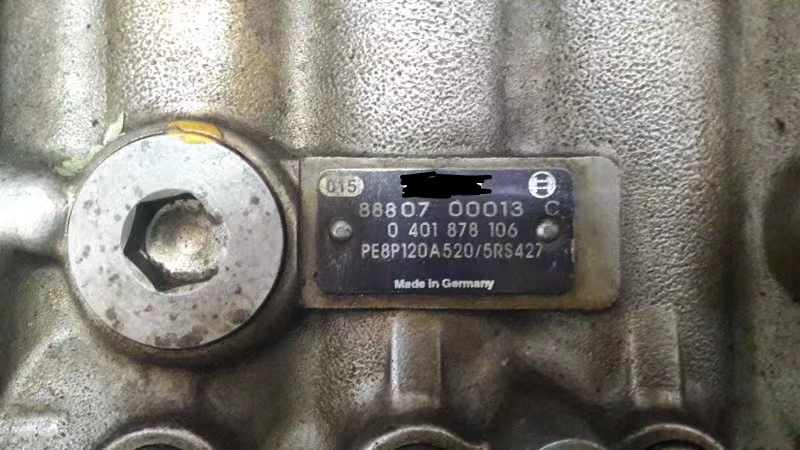 015
88807 00013 C
0 401 878 106
PE8P120A520/5RS427
Made in Germany